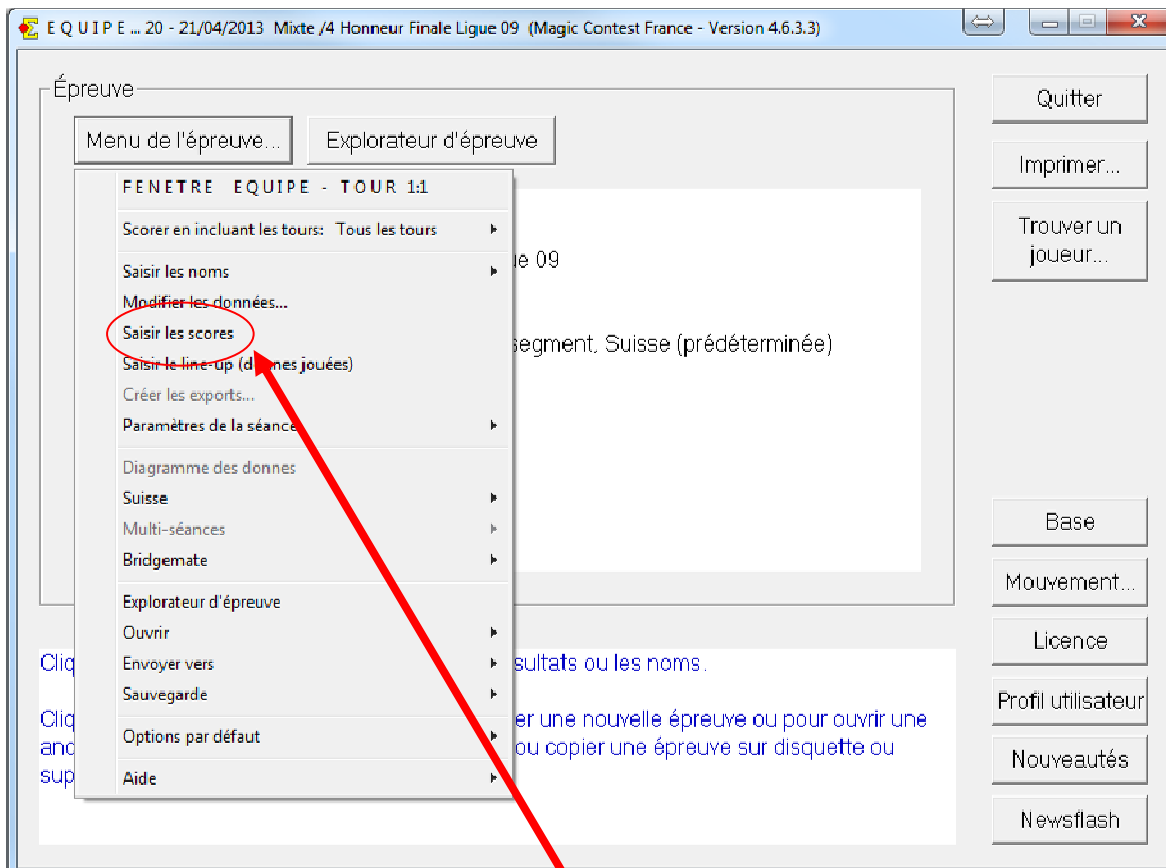 E Q U I P E ... 20 - 21/04/2013 Mixte /4 Honneur Finale Ligue 09 (Magic Contest France - Version 4.6.3.3)
Épreuve
Menu de l'épreuve...
Explorateur d'épreuve
FENETRE EQUIPE - TOUR 1:1
Scorer en incluant les tours: Tous les tours
Saisir les noms
Modifier les données...
Saisir les scores
Saisir le line-up (donnes jouées)
Créer les exports...
Paramètres de la séance
Diagramme des donnes
Suisse
Multi-séances
Bridgemate
Explorateur d'épreuve
Ouvrir
Envoyer vers
Sauvegarde
Options par défaut
Aide
ue 09
segment, Suisse (prédéterminée)
Cliq
sultats ou les noms.
Cliq
er une nouvelle épreuve ou pour ouvrir une
anc
ou copier une épreuve sur disquette ou
sup
Quitter
Imprimer...
Trouver un
joueur...
Base
Mouvement...
Licence
Profil utilisateur
Nouveautés
Newsflash